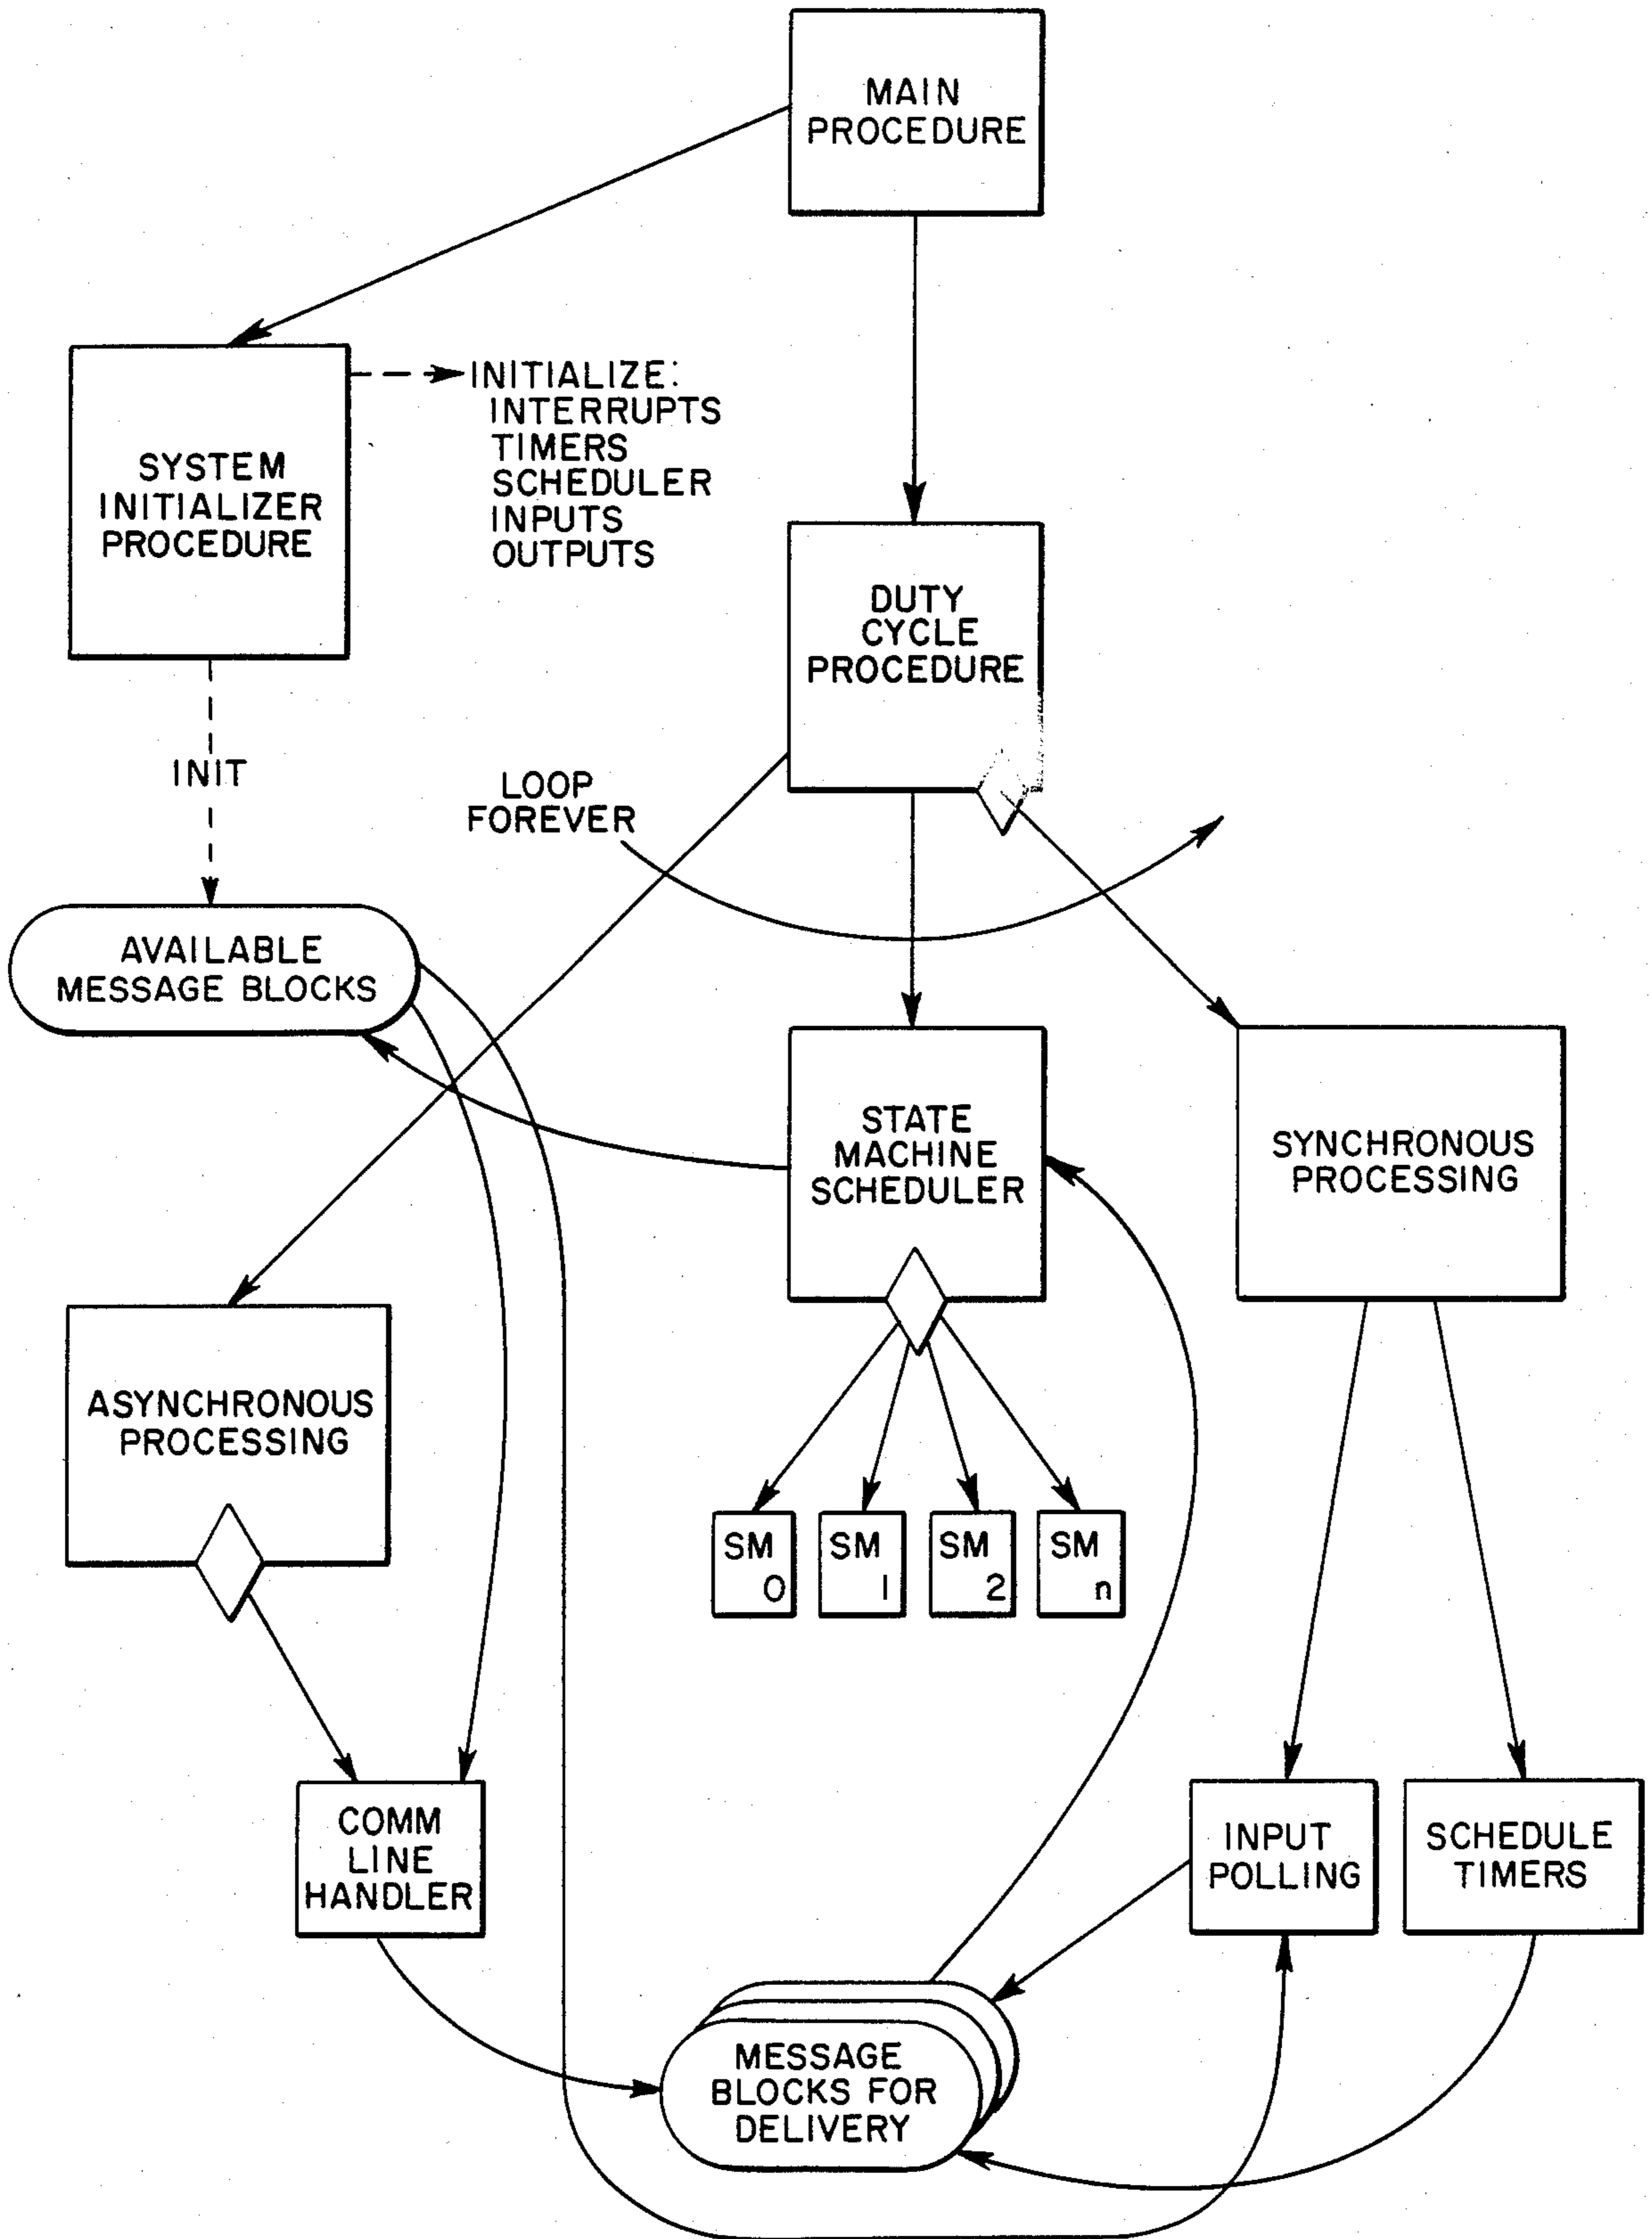 MAIN
PROCEDURE
INITIALIZE:
INTERRUPTS
TIMERS
SCHEDULER
INPUTS
OUTPUTS
SYSTEM
INITIALIZER
PROCEDURE
DUTY
CYCLE
PROCEDURE
INIT
LOOP
FOREVER
AVAILABLE
MESSAGE BLOCKS
STATE
MACHINE
SCHEDULER
SYNCHRONOUS
PROCESSING
ASYNCHRONOUS
PROCESSING
SM
0
SM
1
SM
2
SM
n
COMM
LINE
HANDLER
INPUT
POLLING
SCHEDULE
TIMERS
MESSAGE
BLOCKS FOR
DELIVERY